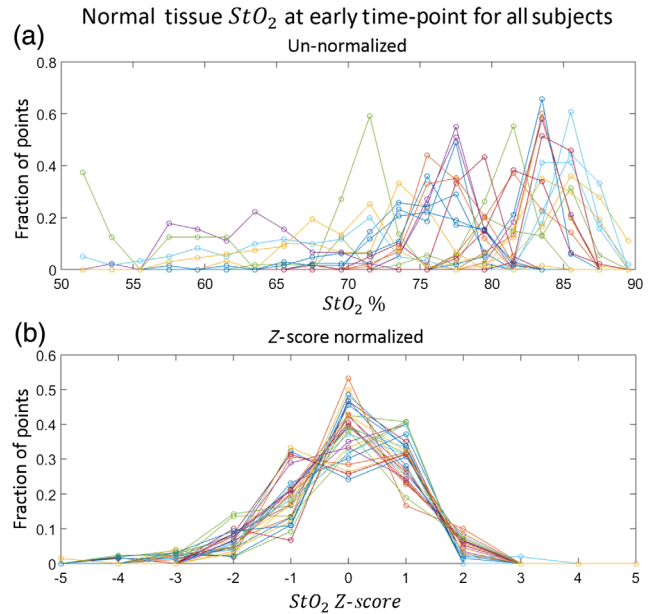 Normal tissue StO₂ at early time-point for all subjects
(a)
Un-normalized
Fraction of points
0.8
0.6
0.4
0.2
0
50 55 60 65 70 75 80 85 90
StO₂ %
(b)
Z-score normalized
Fraction of points
0.6
0.5
0.4
0.3
0.2
0.1
0
-5 -4 -3 -2 -1 0 1 2 3 4 5
StO₂ Z-score